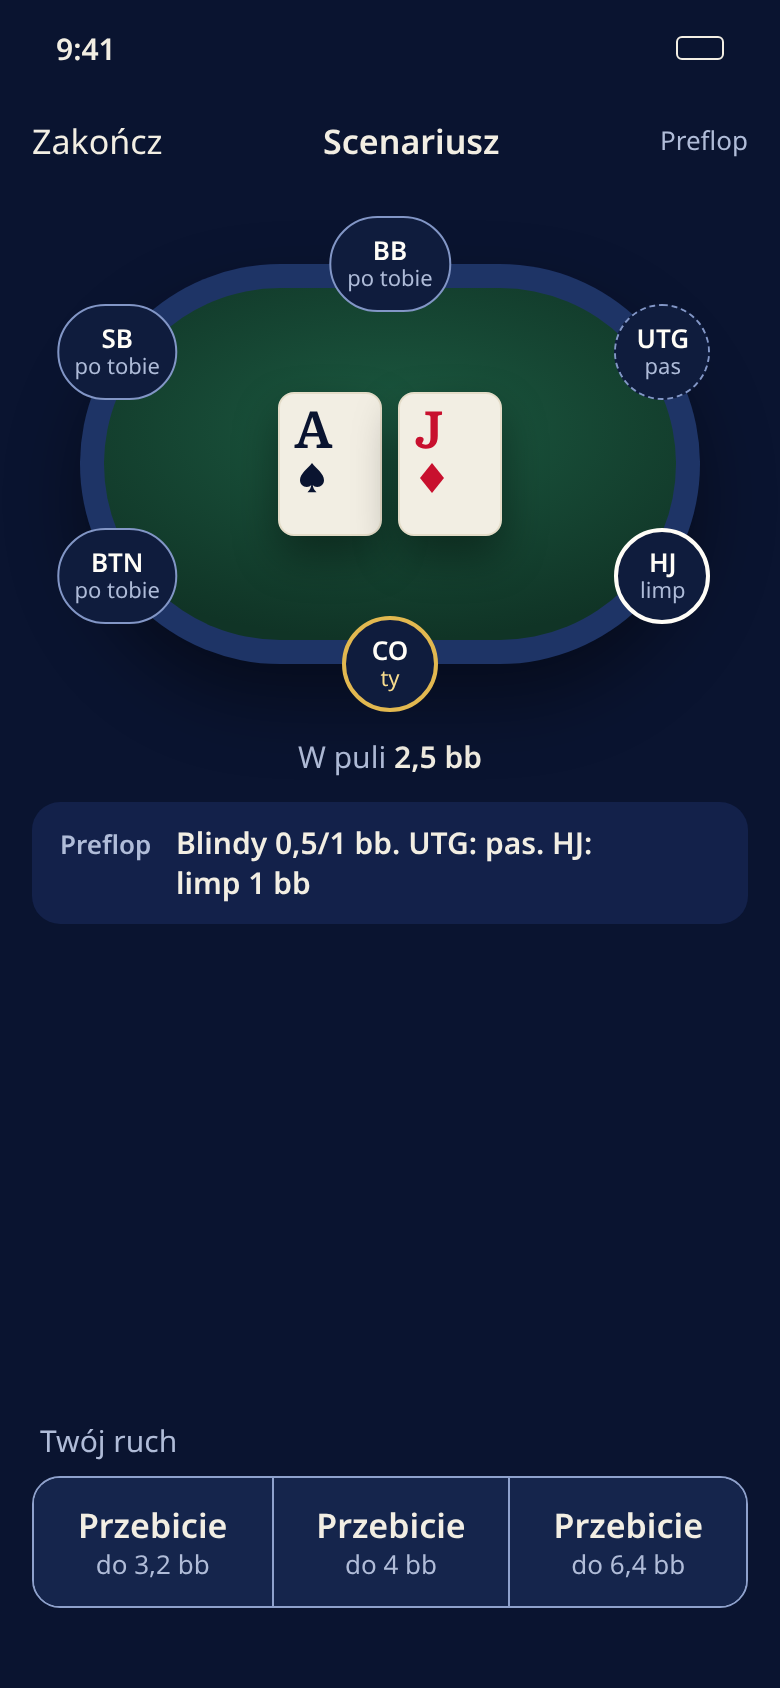 9:41
Zakończ
Scenariusz
Preflop
BB
po tobie
SB
po tobie
UTG
pas
A
J
BTN
po tobie
HJ
limp
CO
ty
W puli 2,5 bb
Preflop
Blindy 0,5/1 bb. UTG: pas. HJ:
limp 1 bb
Twój ruch
Przebicie
do 3,2 bb
Przebicie
do 4 bb
Przebicie
do 6,4 bb